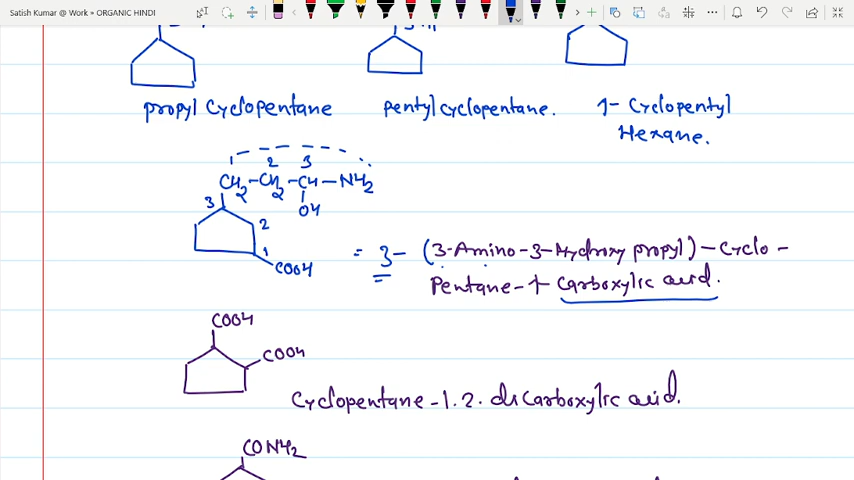 Satish Kumar @ Work » ORGANIC HINDI
propyl Cyclopentane
pentylcyclopentane.
1- Cyclopentyl
Hexane.
2 3
CH2-CH2-CH-NH2
3
OH
2
1
COOH
= 3- (3-Amino-3-Hydroxy propyl)-Cyclo-
Pentane-1 Carboxylic acid.
COOH
COOH
Cyclopentane-1.2. dicarboxylic acid.
CONH2